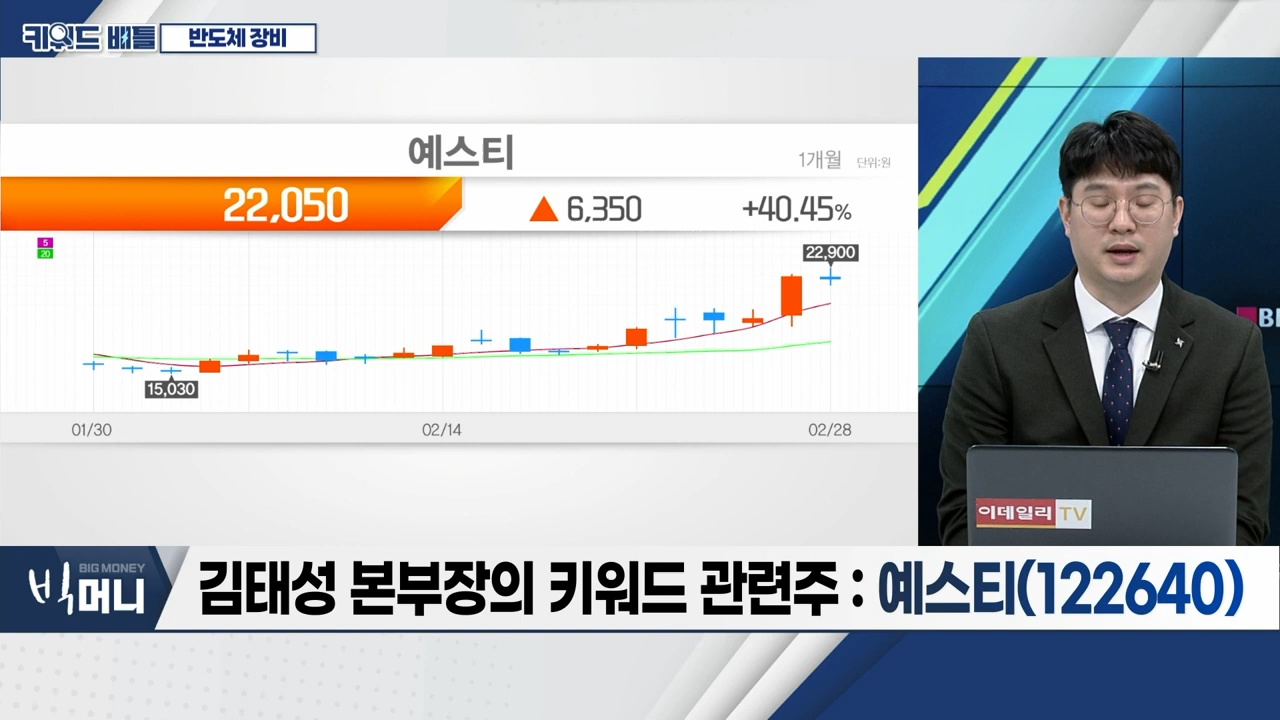 키워드 배틀 반도체 장비
예스티
1개월 단위:원
22,050 ▲ 6,350 +40.45%
5
20
22,900
15,030
01/30 02/14 02/28
이데일리 TV
BIG MONEY
빅머니
김태성 본부장의 키워드 관련주 : 예스티(122640)